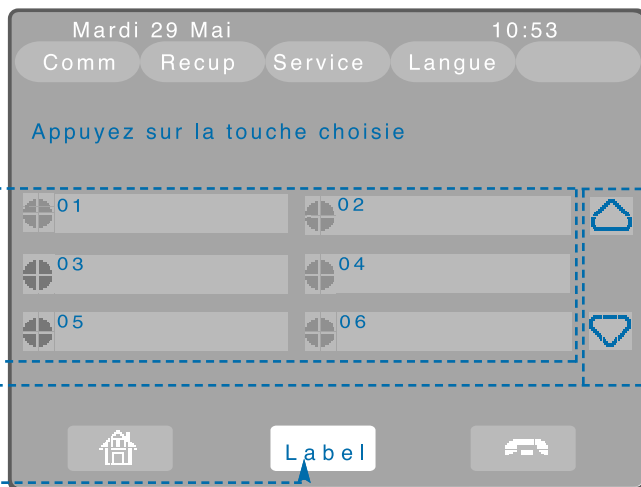 Mardi 29 Mai 10:53
Comm Recup Service Langue
Appuyez sur la touche choisie
01 02
03 04
05 06
Label